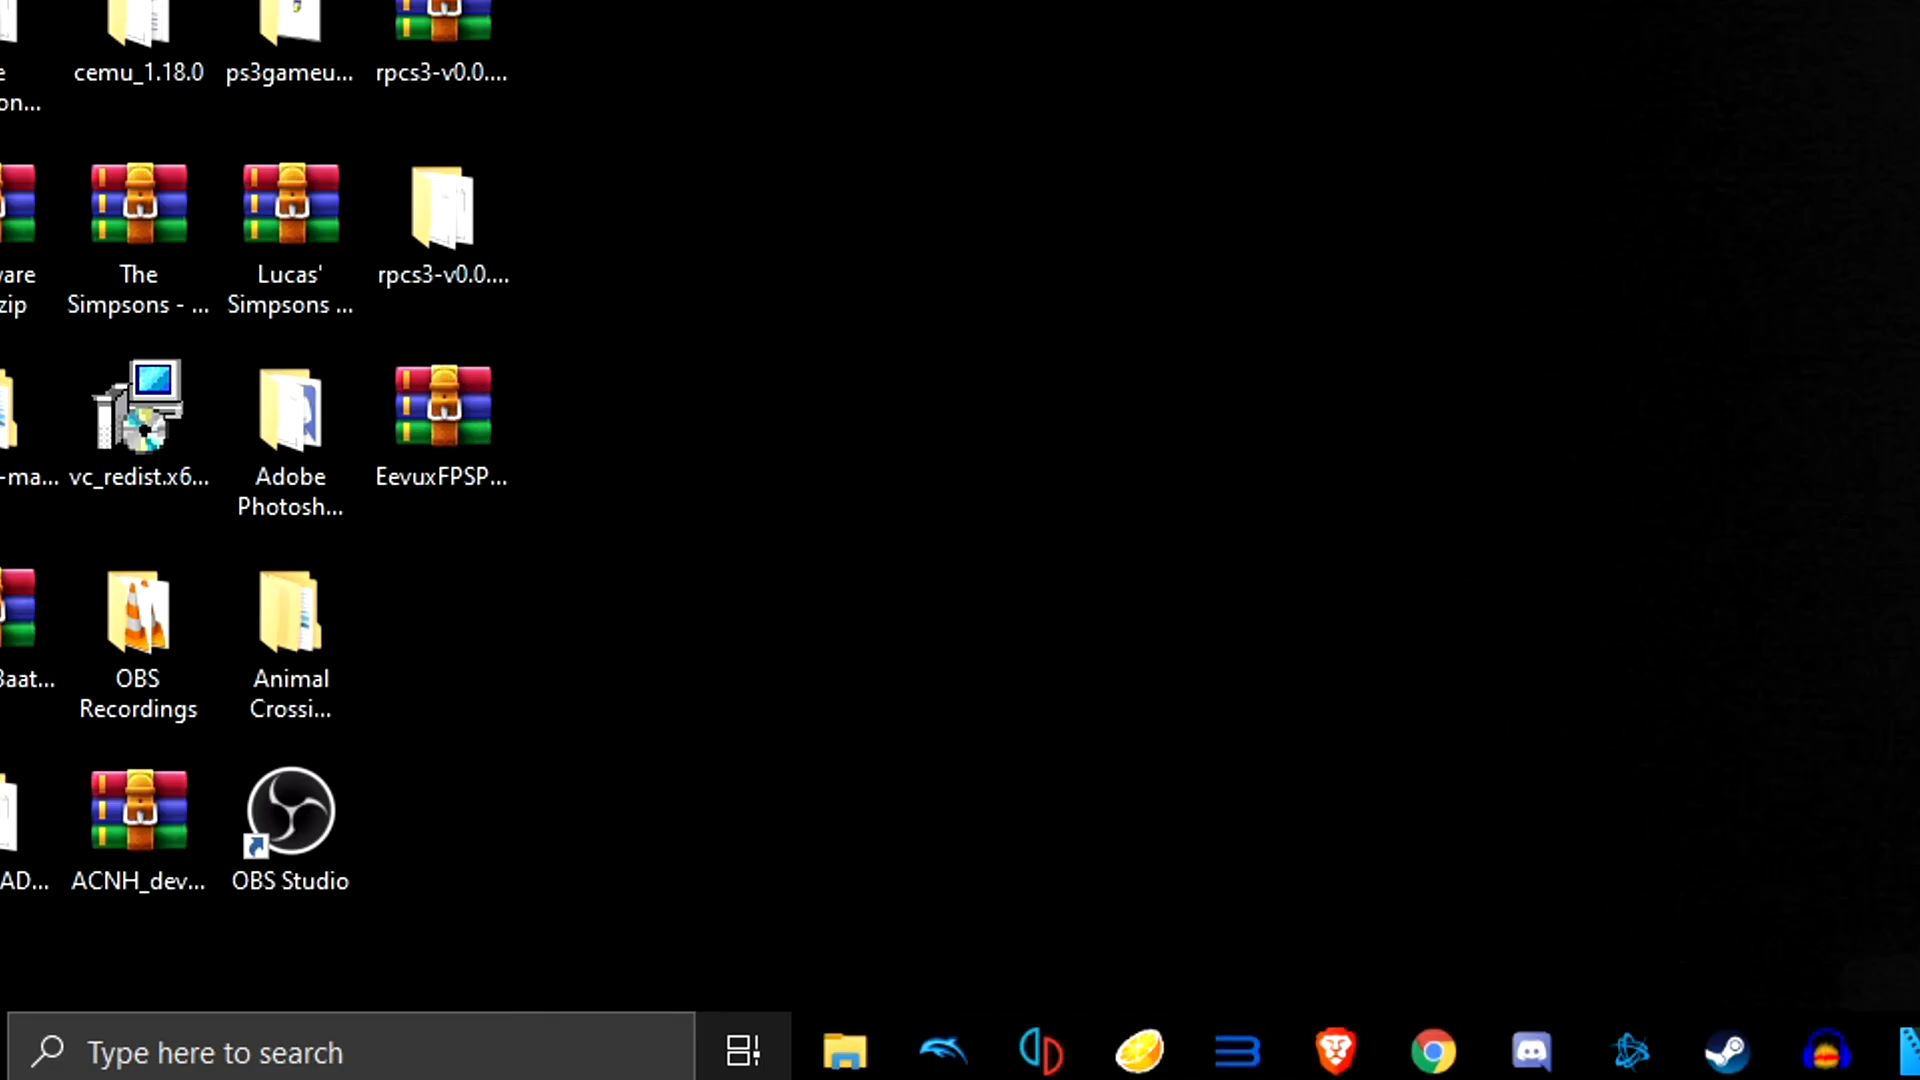 e
on...
cemu_1.18.0
ps3gameu...
rpcs3-v0.0....
vare
zip
The
Simpsons - ...
Lucas'
Simpsons ...
rpcs3-v0.0....
-ma...
vc_redist.x6...
Adobe
Photosh...
EevuxFPSP...
Baat...
OBS
Recordings
Animal
Crossi...
AD...
ACNH_dev...
OBS Studio
Type here to search